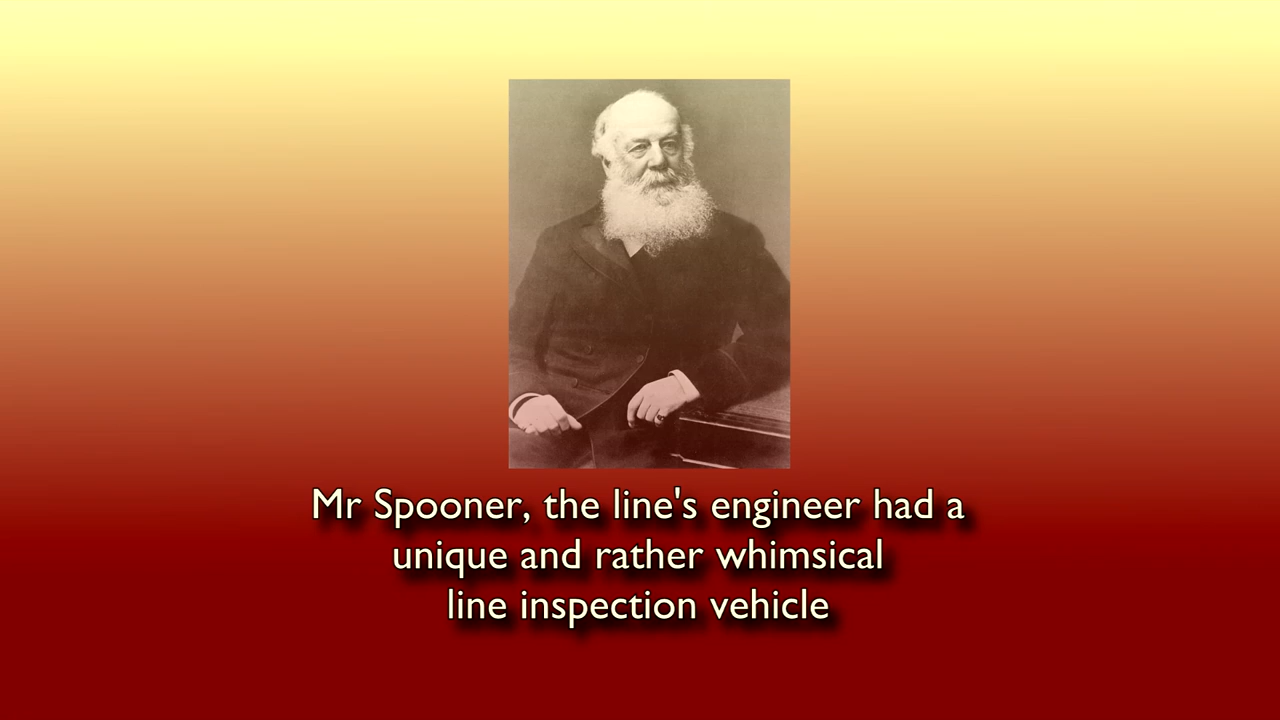 Mr Spooner, the line's engineer had a
unique and rather whimsical
line inspection vehicle